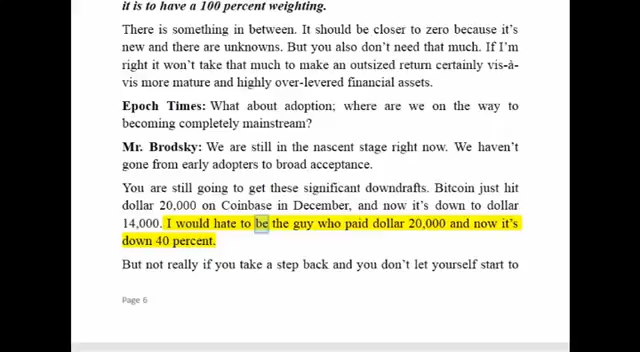 it is to have a 100 percent weighting.
There is something in between. It should be closer to zero because it's
new and there are unknowns. But you also don't need that much. If I'm
right it won't take that much to make an outsized return certainly vis-à-
vis more mature and highly over-levered financial assets.
Epoch Times: What about adoption; where are we on the way to
becoming completely mainstream?
Mr. Brodsky: We are still in the nascent stage right now. We haven't
gone from early adopters to broad acceptance.
You are still going to get these significant downdrafts. Bitcoin just hit
dollar 20,000 on Coinbase in December, and now it's down to dollar
14,000. I would hate to be the guy who paid dollar 20,000 and now it's
down 40 percent.
But not really if you take a step back and you don't let yourself start to
Page 6